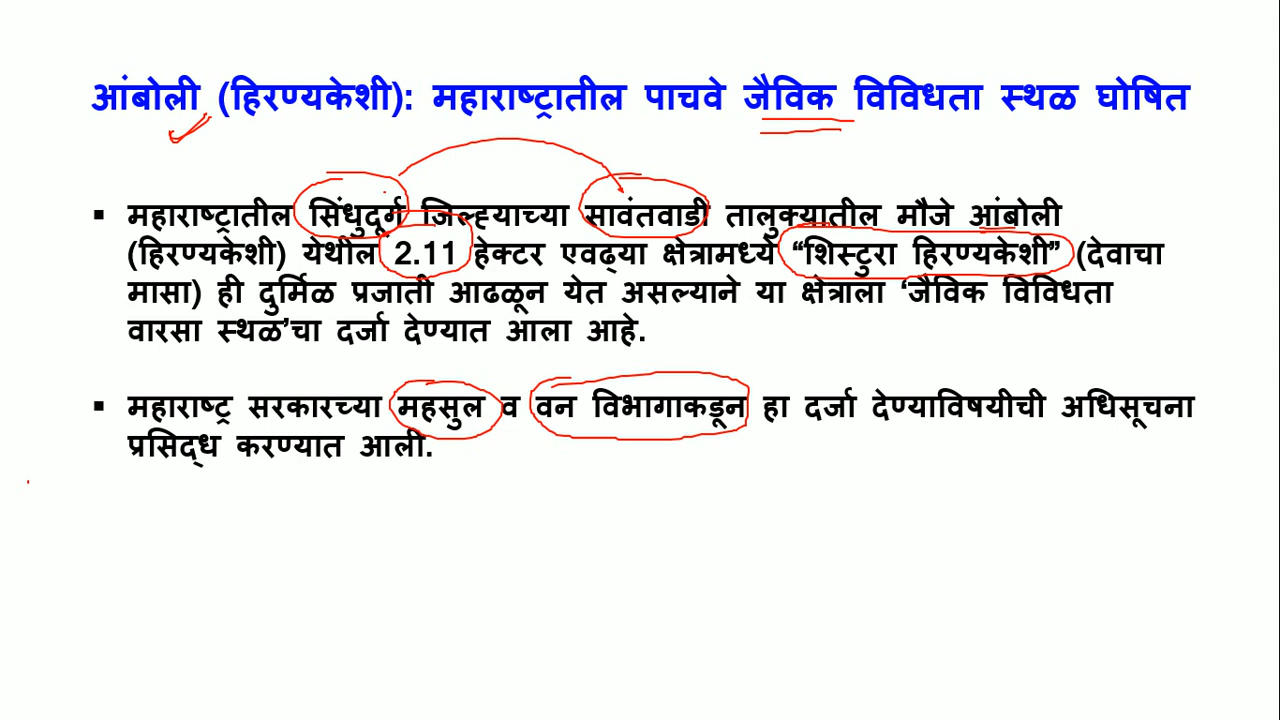 आंबोली (हिरण्यकेशी): महाराष्ट्रातील पाचवे जैविक विविधता स्थळ घोषित
▪ महाराष्ट्रातील सिंधुदूर्ग जिल्ह्याच्या सावंतवाडी तालुक्यातील मौजे आंबोली
(हिरण्यकेशी) येथील 2.11 हेक्टर एवढ्या क्षेत्रामध्ये “शिस्टुरा हिरण्यकेशी” (देवाचा
मासा) ही दुर्मिळ प्रजाती आढळून येत असल्याने या क्षेत्राला ‘जैविक विविधता
वारसा स्थळ’चा दर्जा देण्यात आला आहे.
▪ महाराष्ट्र सरकारच्या महसुल व वन विभागाकडून हा दर्जा देण्याविषयीची अधिसूचना
प्रसिद्ध करण्यात आली.